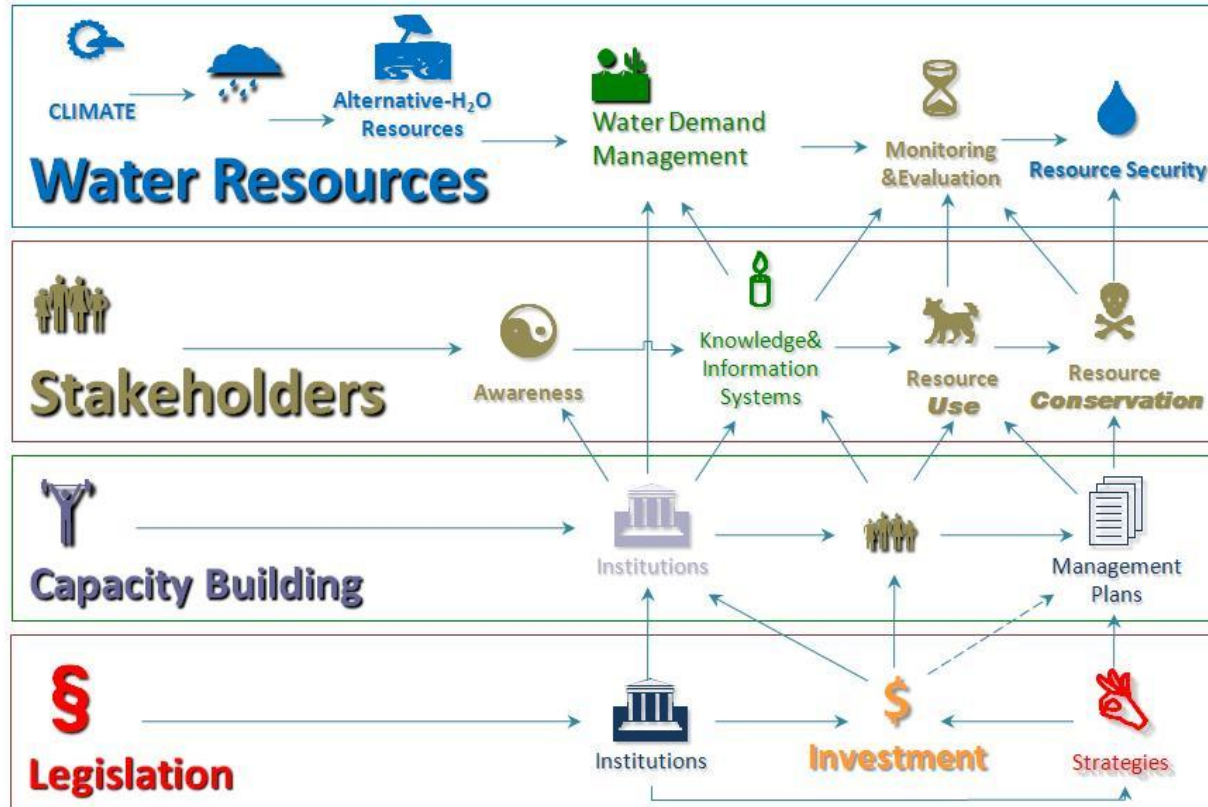 CLIMATE
Alternative-H₂O
Resources
Water Demand
Management
Monitoring
&Evaluation
Resource Security
Water Resources
Stakeholders
Awareness
Knowledge&
Information
Systems
Resource
Use
Resource
Conservation
Capacity Building
Institutions
Management
Plans
§
Legislation
Institutions
$
Investment
Strategies